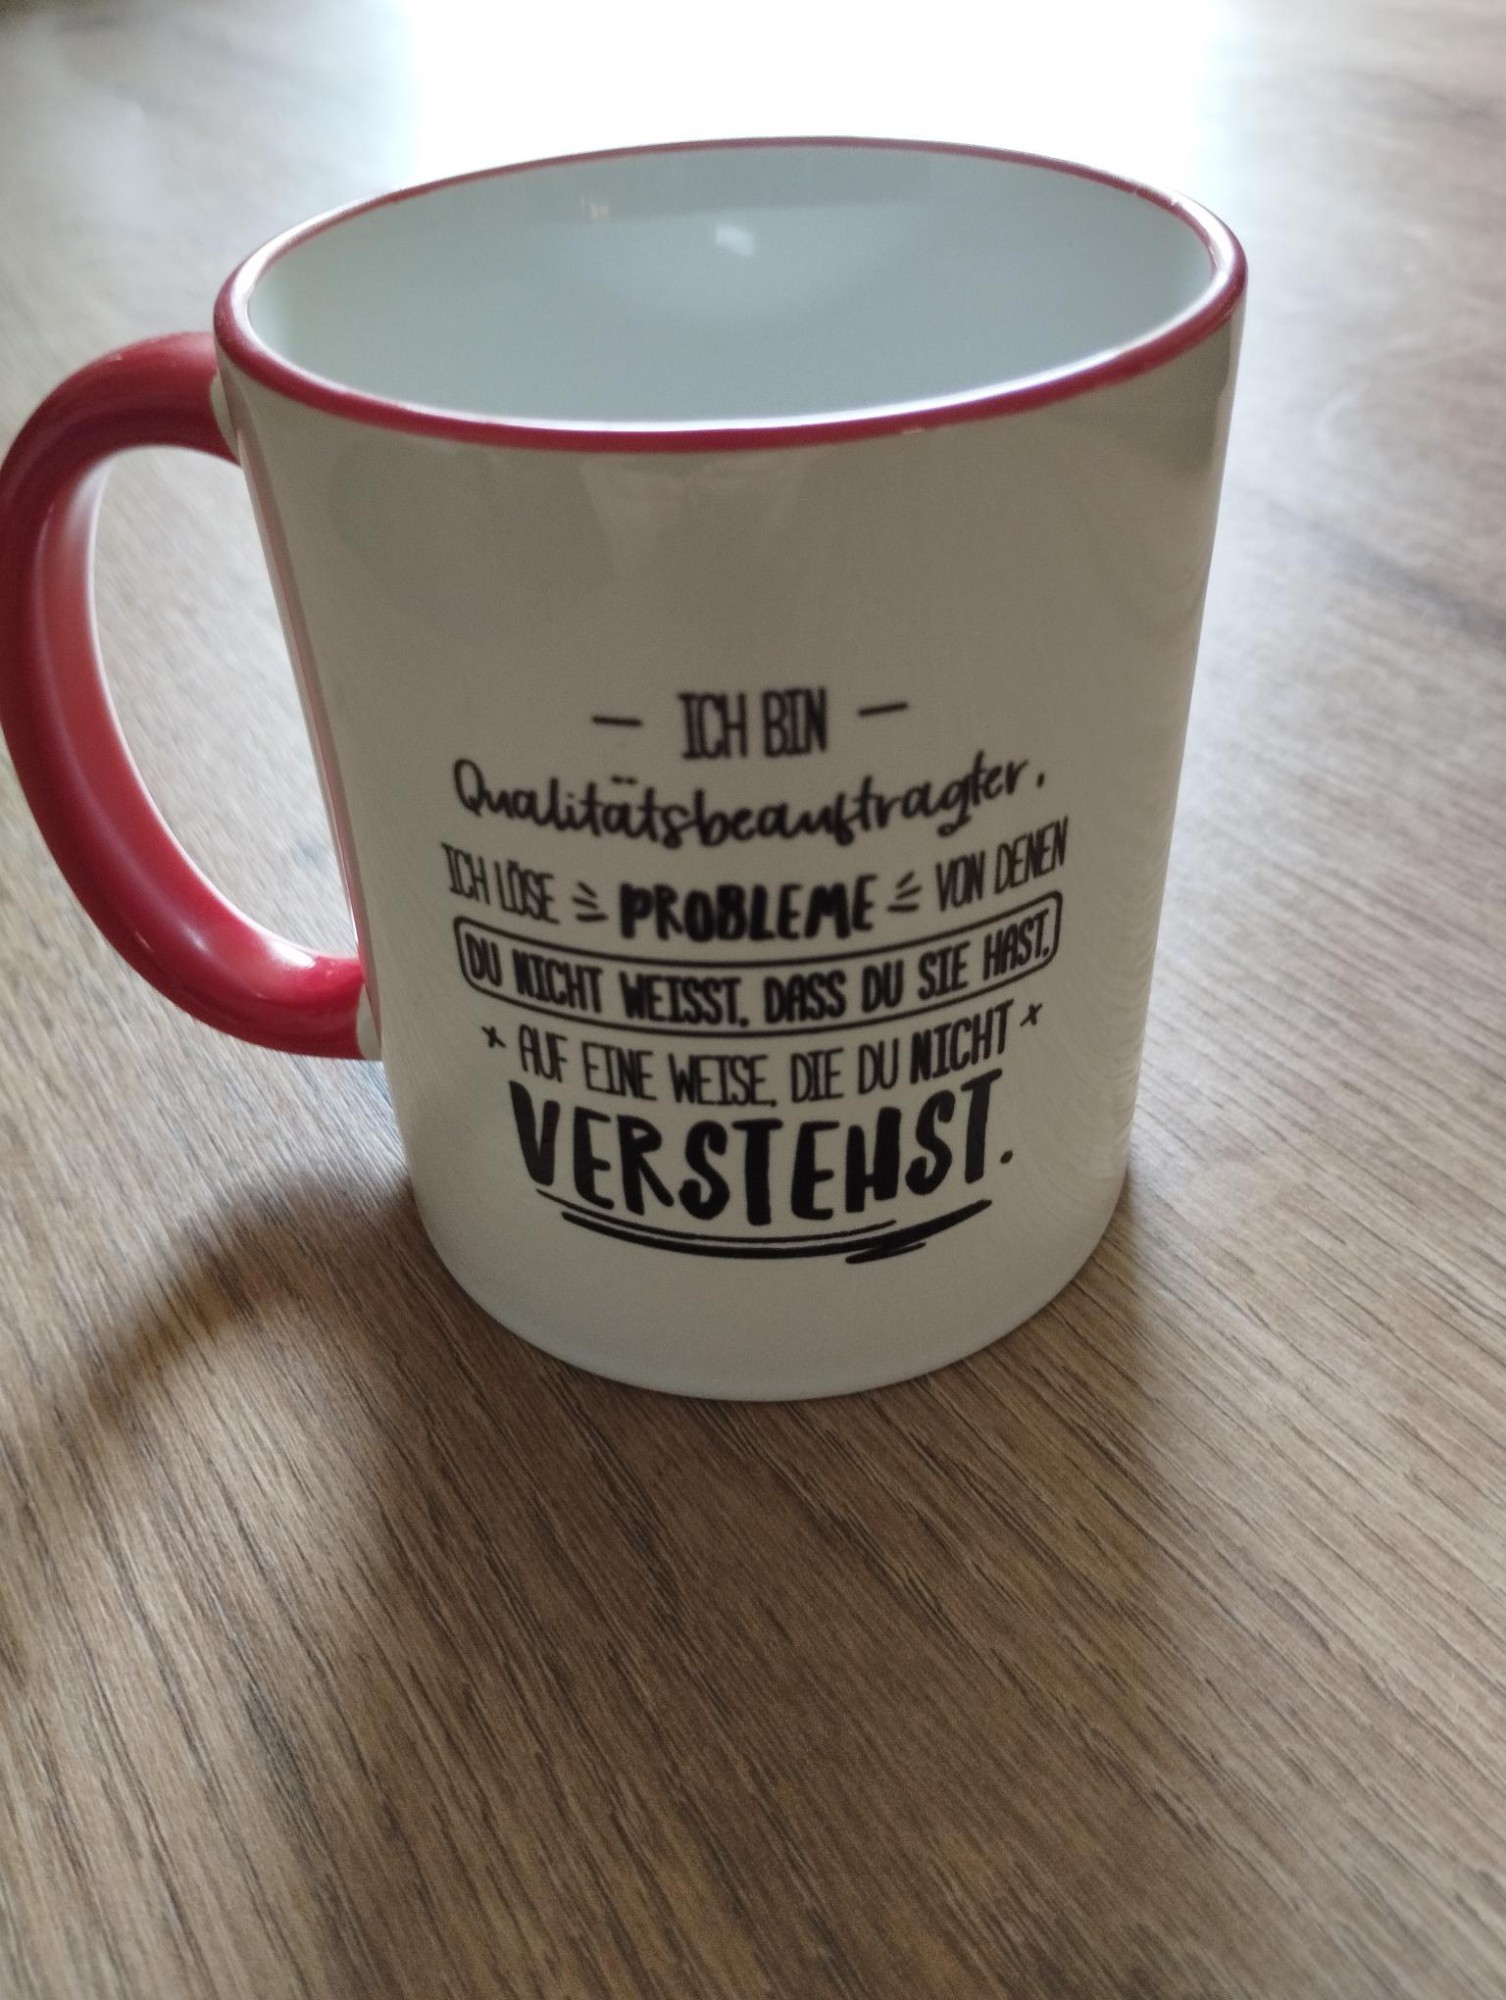 — ICH BIN —
Qualitätsbeauftragter.
ICH LÖSE PROBLEME VON DENEN
DU NICHT WEISST, DASS DU SIE HAST,
AUF EINE WEISE, DIE DU NICHT
VERSTEHST.